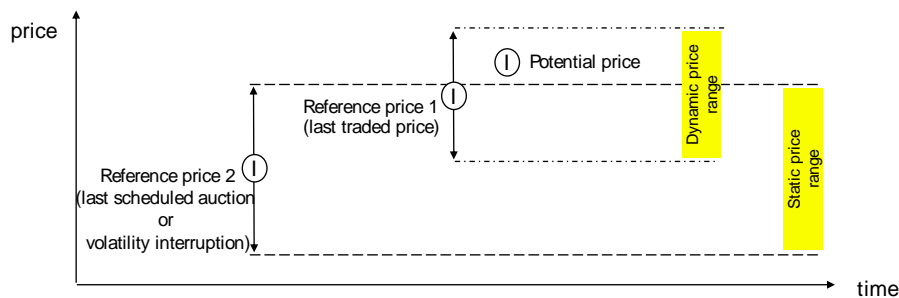 price
Potential price
Dynamic price
range
Reference price 1
(last traded price)
Static price
range
Reference price 2
(last scheduled auction
or
volatility interruption)
time